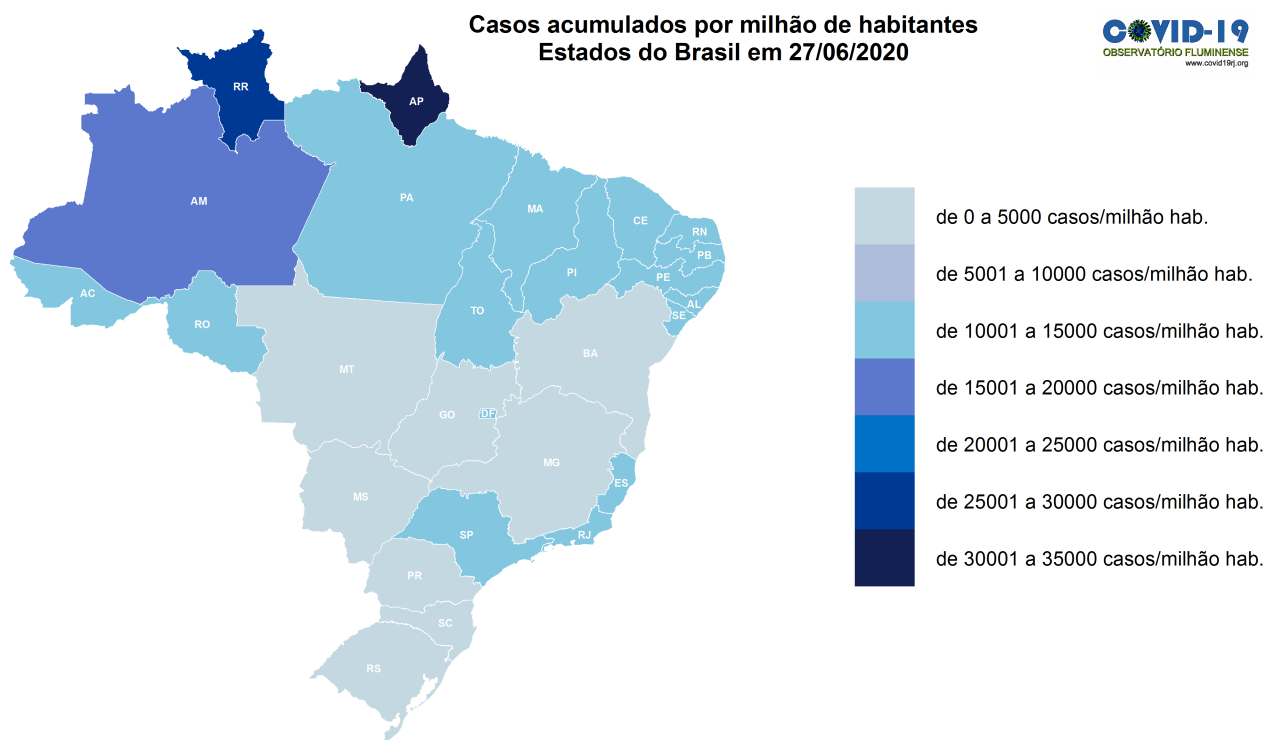 Casos acumulados por milhão de habitantes
Estados do Brasil em 27/06/2020
COVID-19
OBSERVATÓRIO FLUMINENSE
www.covid19rj.org
RR
AP
AM
PA
MA
CE
RN
PB
PI
PE
AL
SE
AC
RO
TO
BA
MT
GO
DF
MG
ES
MS
SP
RJ
PR
SC
RS
de 0 a 5000 casos/milhão hab.
de 5001 a 10000 casos/milhão hab.
de 10001 a 15000 casos/milhão hab.
de 15001 a 20000 casos/milhão hab.
de 20001 a 25000 casos/milhão hab.
de 25001 a 30000 casos/milhão hab.
de 30001 a 35000 casos/milhão hab.